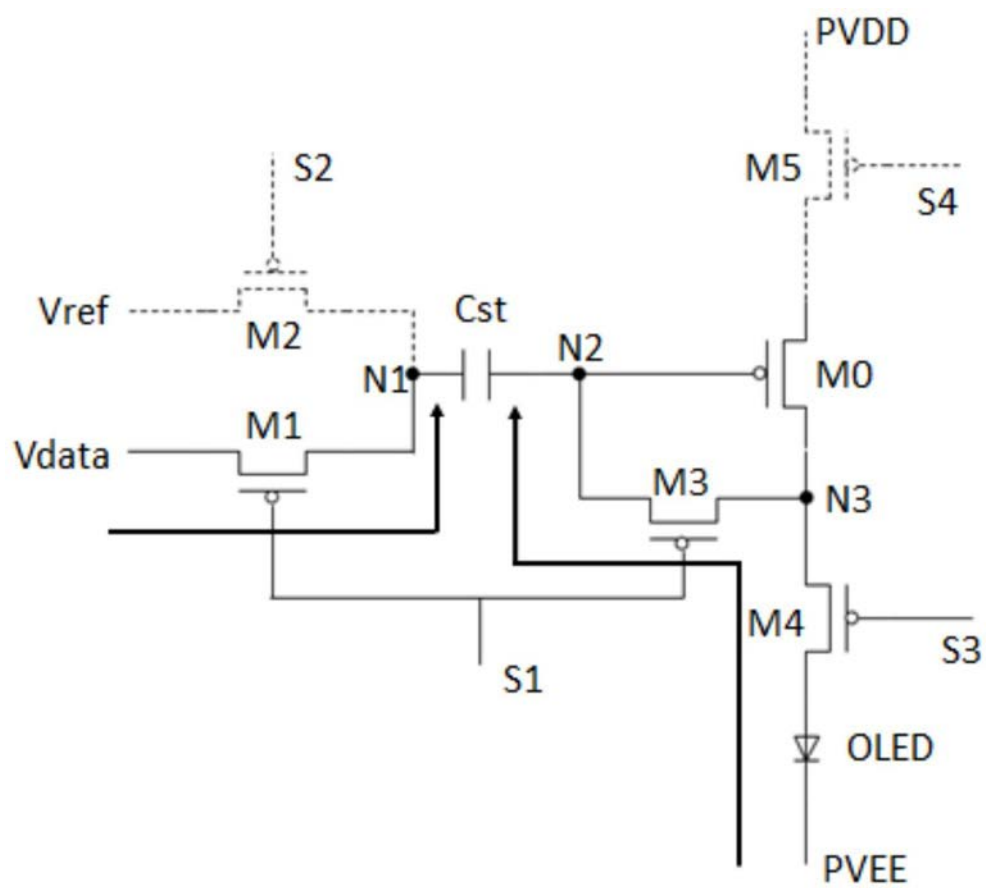 PVDD
S2
M5
S4
Vref
M2
Cst
N1
N2
M0
M1
Vdata
M3
N3
M4
S3
S1
OLED
PVEE